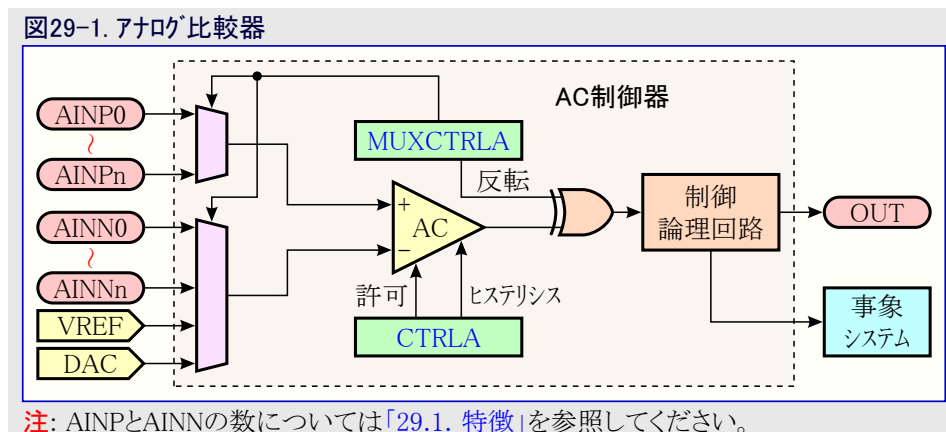 図29-1. アナログ比較器
AC制御器
AINP0
～
AINPn
MUXCTRLA
反転
AINN0
～
AINNn
VREF
DAC
+
AC
−
許可
ヒステリシス
CTRLA
制御
論理回路
OUT
事象
システム
注: AINPとAINNの数については「29.1. 特徴」を参照してください。